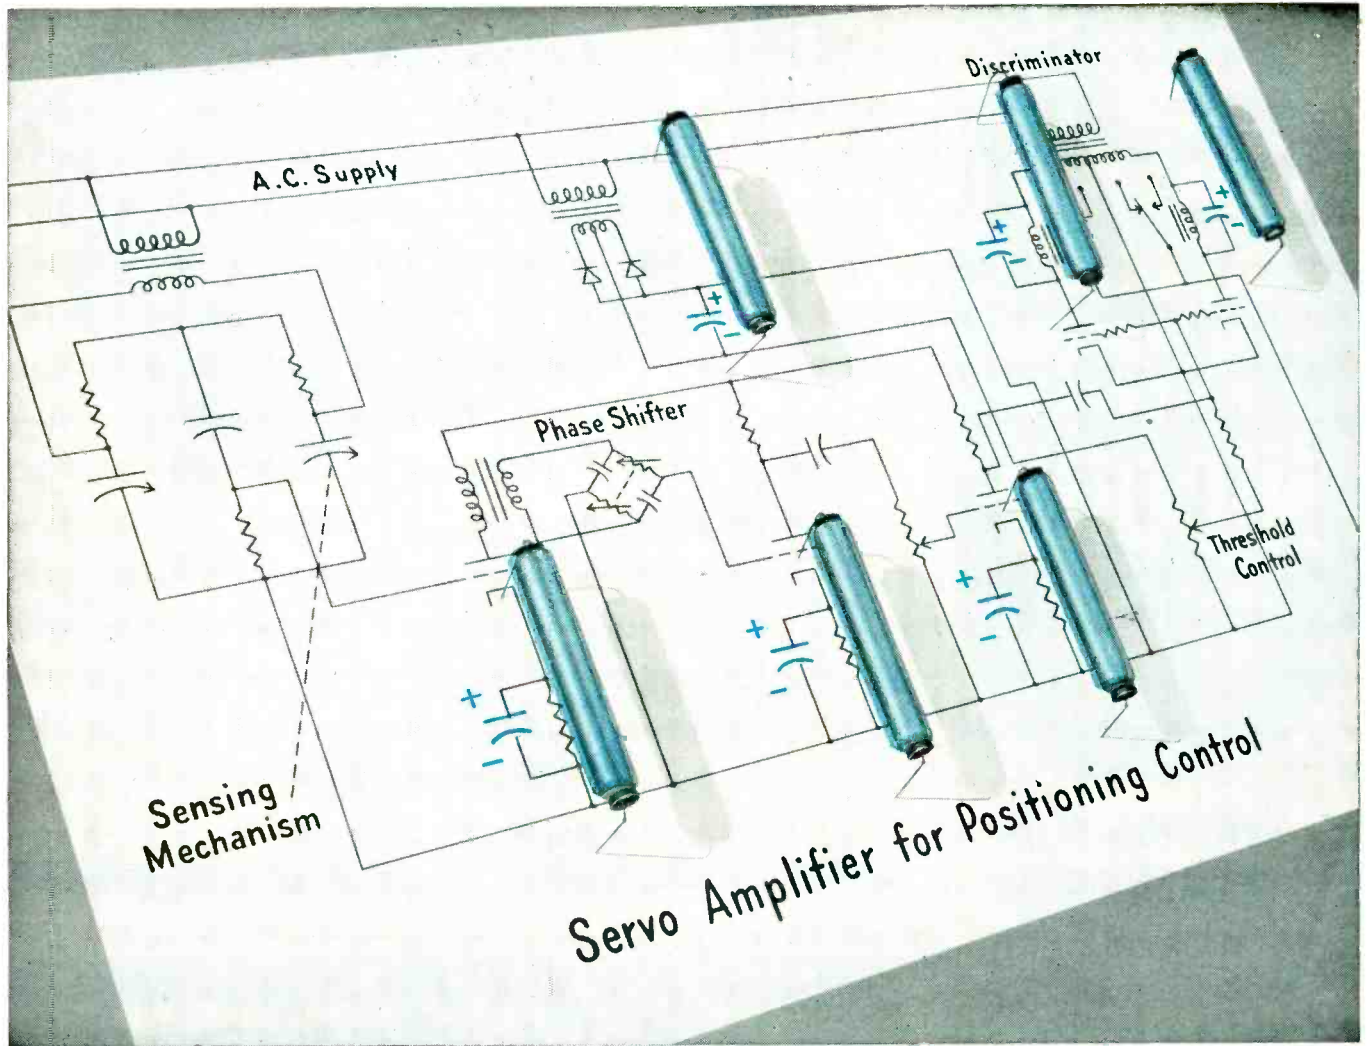 Discriminator
A.C. Supply
+
-
+
-
+
-
Phase Shifter
Threshold
Control
+
-
+
-
+
-
Sensing
Mechanism
Servo Amplifier for Positioning Control